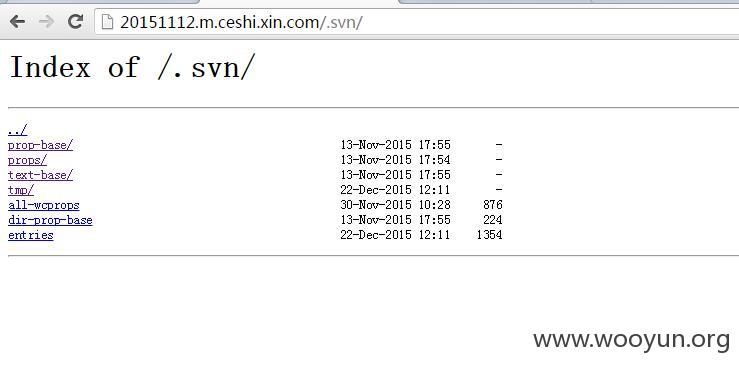 20151112.m.ceshi.xin.com/.svn/
Index of /.svn/
../
prop-base/ 13-Nov-2015 17:55 -
props/ 13-Nov-2015 17:54 -
text-base/ 13-Nov-2015 17:55 -
tmp/ 22-Dec-2015 12:11 -
all-wcprops 30-Nov-2015 10:28 876
dir-prop-base 13-Nov-2015 17:55 224
entries 22-Dec-2015 12:11 1354
www.wooyun.org